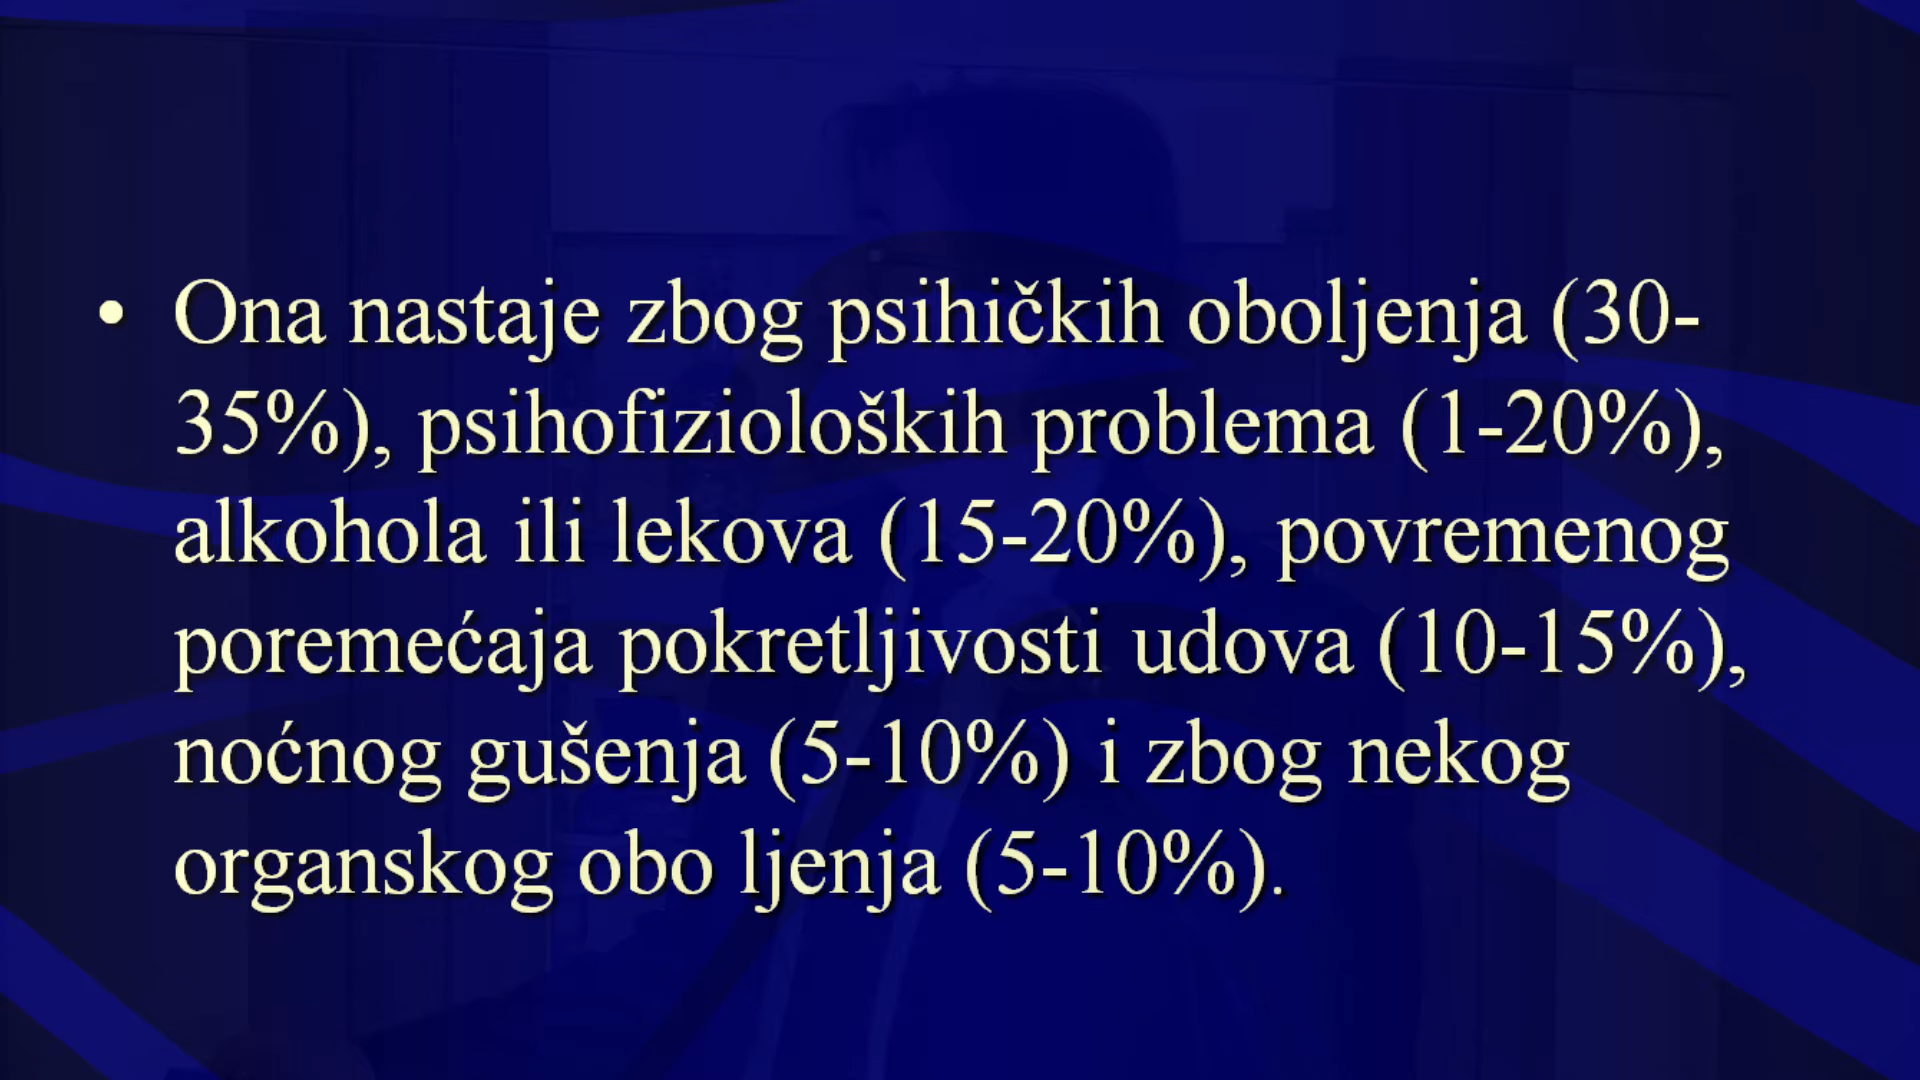 • Ona nastaje zbog psihičkih oboljenja (30-
35%), psihofizioloških problema (1-20%),
alkohola ili lekova (15-20%), povremenog
poremećaja pokretljivosti udova (10-15%),
noćnog gušenja (5-10%) i zbog nekog
organskog obo ljenja (5-10%).